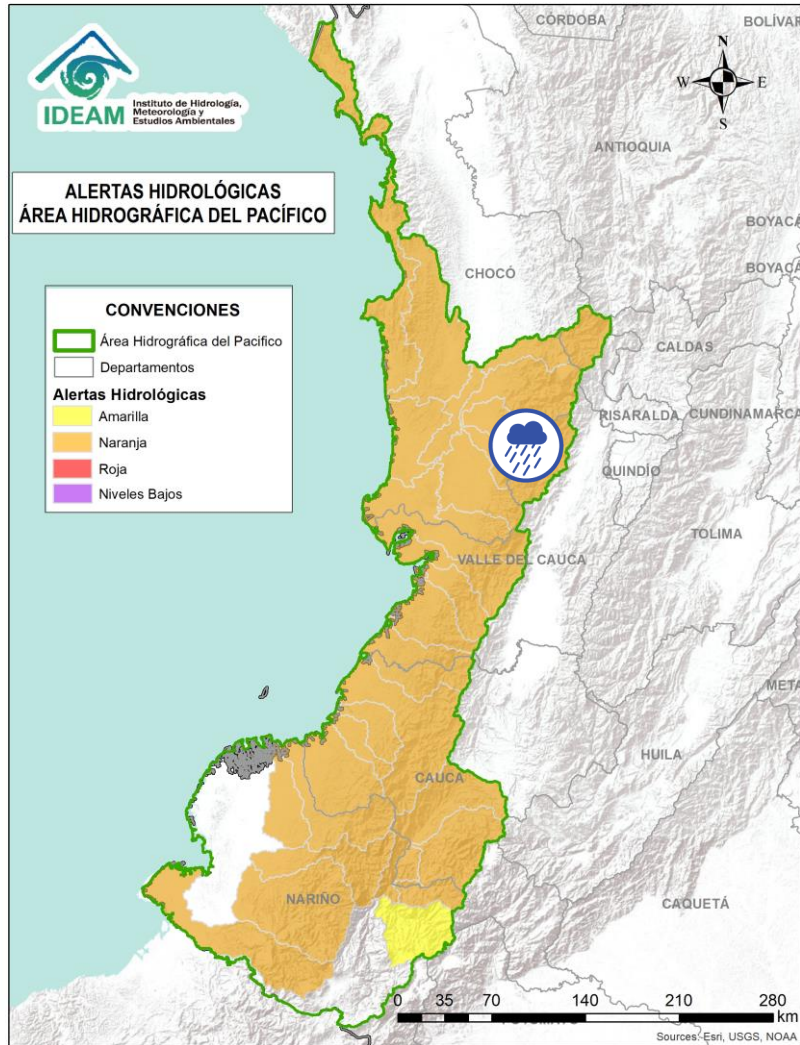 IDEAM
Instituto de Hidrología,
Meteorología y
Estudios Ambientales
ALERTAS HIDROLÓGICAS
ÁREA HIDROGRÁFICA DEL PACÍFICO
CONVENCIONES
Área Hidrográfica del Pacifico
Departamentos
Alertas Hidrológicas
Amarilla
Naranja
Roja
Niveles Bajos
N
W E
S
CÓRDOBA
BOLÍVAR
ANTIOQUIA
BOYACÁ
CHOCÓ
BOYACÁ
CALDAS
RISARALDA
CUNDINAMARCA
QUINDÍO
TOLIMA
VALLE DEL CAUCA
META
HUILA
CAUCA
CAQUETÁ
NARIÑO
0 35 70 140 210 280
km
Sources: Esri, USGS, NOAA